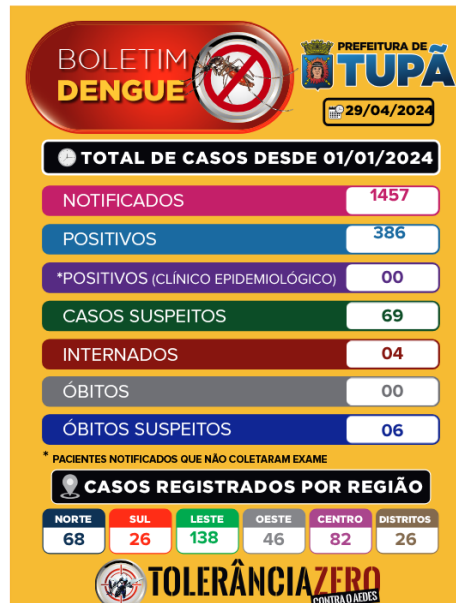 BOLETIM
DENGUE
PREFEITURA DE
TUPÃ
29/04/2024
TOTAL DE CASOS DESDE 01/01/2024
NOTIFICADOS 1457
POSITIVOS 386
*POSITIVOS (CLÍNICO EPIDEMIOLÓGICO) 00
CASOS SUSPEITOS 69
INTERNADOS 04
ÓBITOS 00
ÓBITOS SUSPEITOS 06
* PACIENTES NOTIFICADOS QUE NÃO COLETARAM EXAME
CASOS REGISTRADOS POR REGIÃO
NORTE SUL LESTE OESTE CENTRO DISTRITOS
68 26 138 46 82 26
TOLERÂNCIAZERO
CONTRA O AEDES